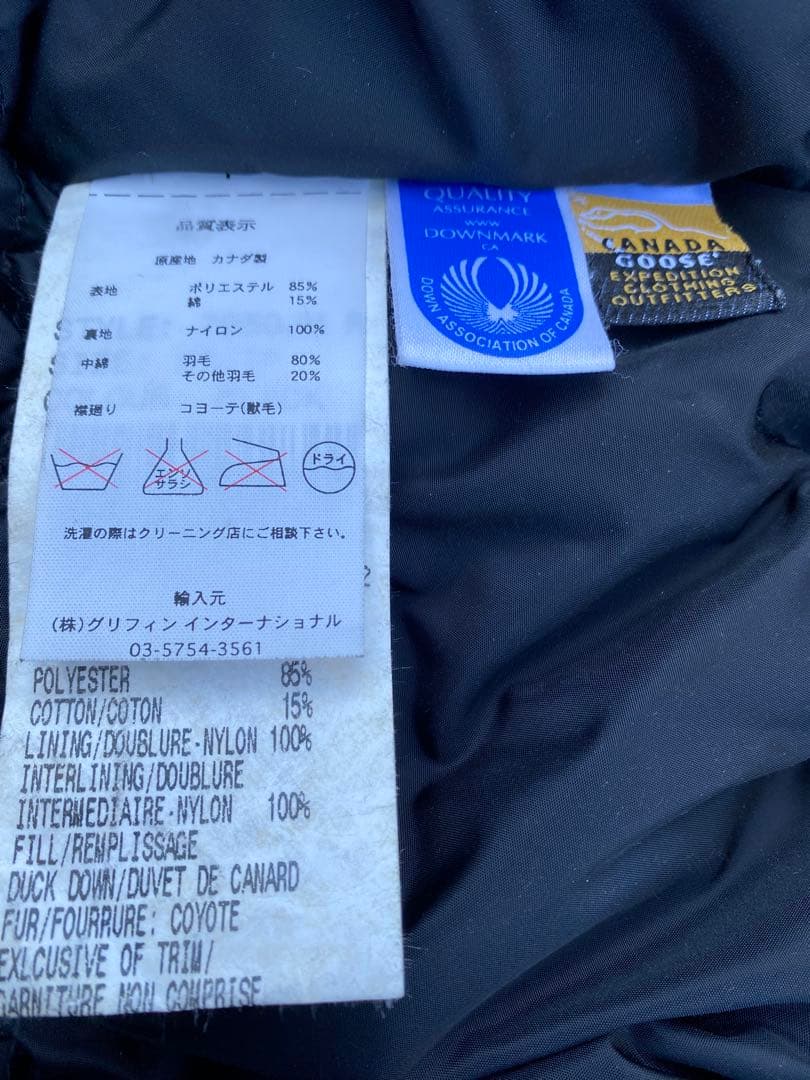 品質表示
原産地 カナダ製
表地 ポリエステル 85%
綿 15%
裏地 ナイロン 100%
中綿 羽毛 80%
その他羽毛 20%
襟廻り コヨーテ(獣毛)
エンソ
サラシ
ドライ
洗濯の際はクリーニング店にご相談下さい。
輸入元
(株)グリフィン インターナショナル
03-5754-3561
POLYESTER 85%
COTTON/COTON 15%
LINING/DOUBLURE-NYLON 100%
INTERLINING/DOUBLURE
INTERMEDIAIRE-NYLON 100%
FILL/REMPLISSAGE
DUCK DOWN/DUVET DE CANARD
FUR/FOURRURE: COYOTE
EXLCUSIVE OF TRIM/
GARNITURE NON COMPRISE
QUALITY
ASSURANCE
www
DOWNMARK
CA
DOWN ASSOCIATION OF CANADA
CANADA
GOOSE
EXPEDITION
CLOTHING
OUTFITTERS